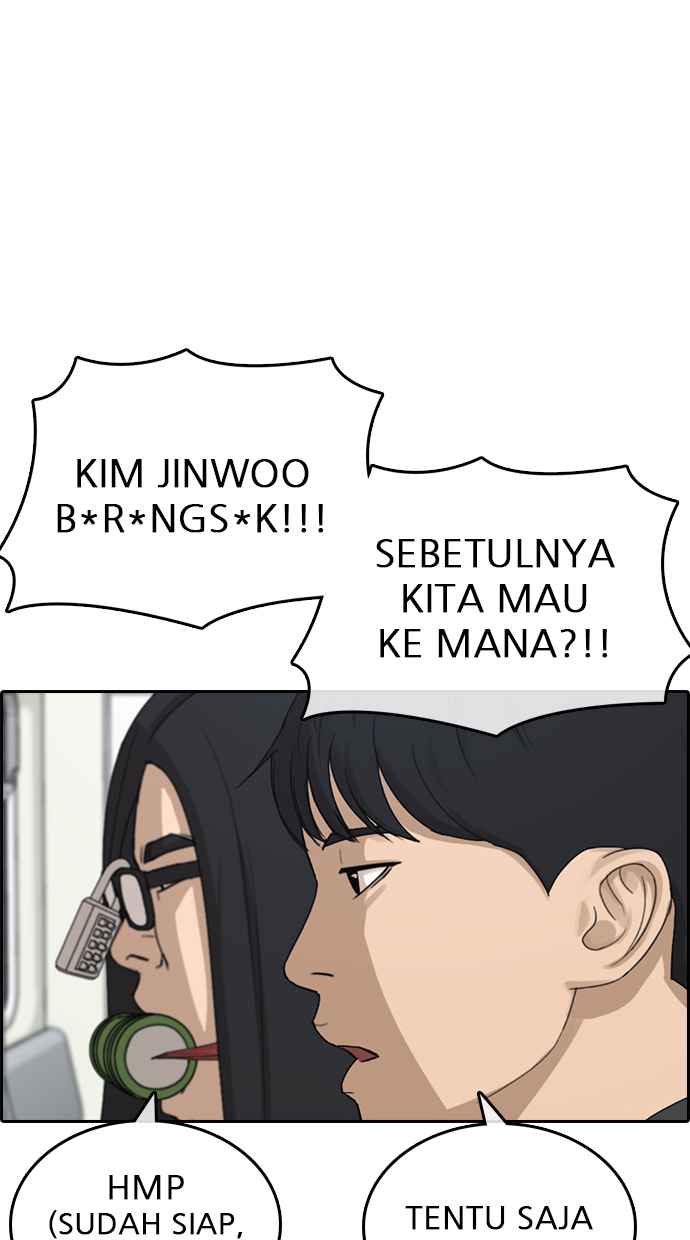 KIM JINWOO
B*R*NGS*K!!!
SEBETULNYA
KITA MAU
KE MANA?!!
HMP
(SUDAH SIAP,
TENTU SAJA